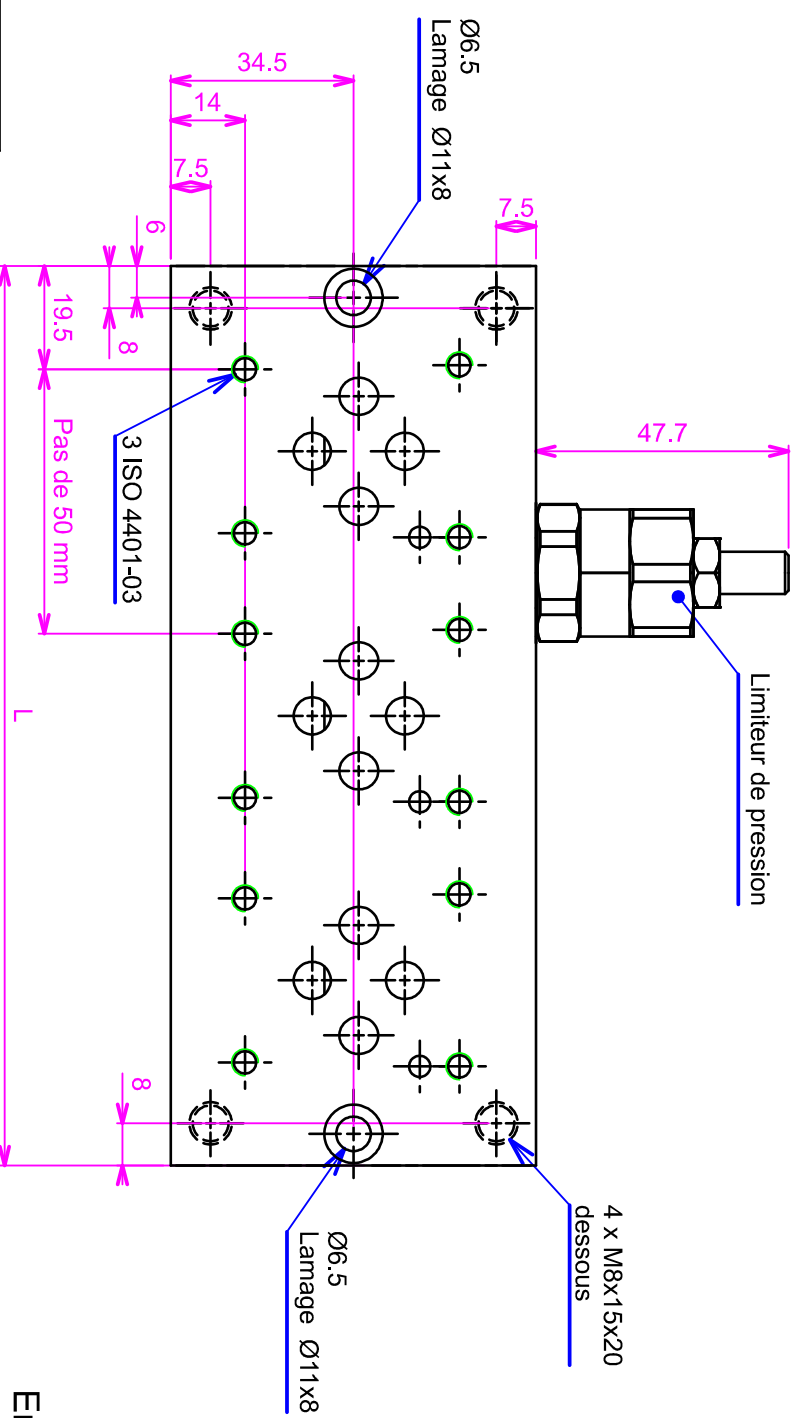 Ø6.5
Lamage Ø11x8
34.5
14
7.5
7.5
47.7
6
8
19.5
Pas de 50 mm
3 ISO 4401-03
Limiteur de pression
L
8
4 x M8x15x20
dessous
Ø6.5
Lamage Ø11x8